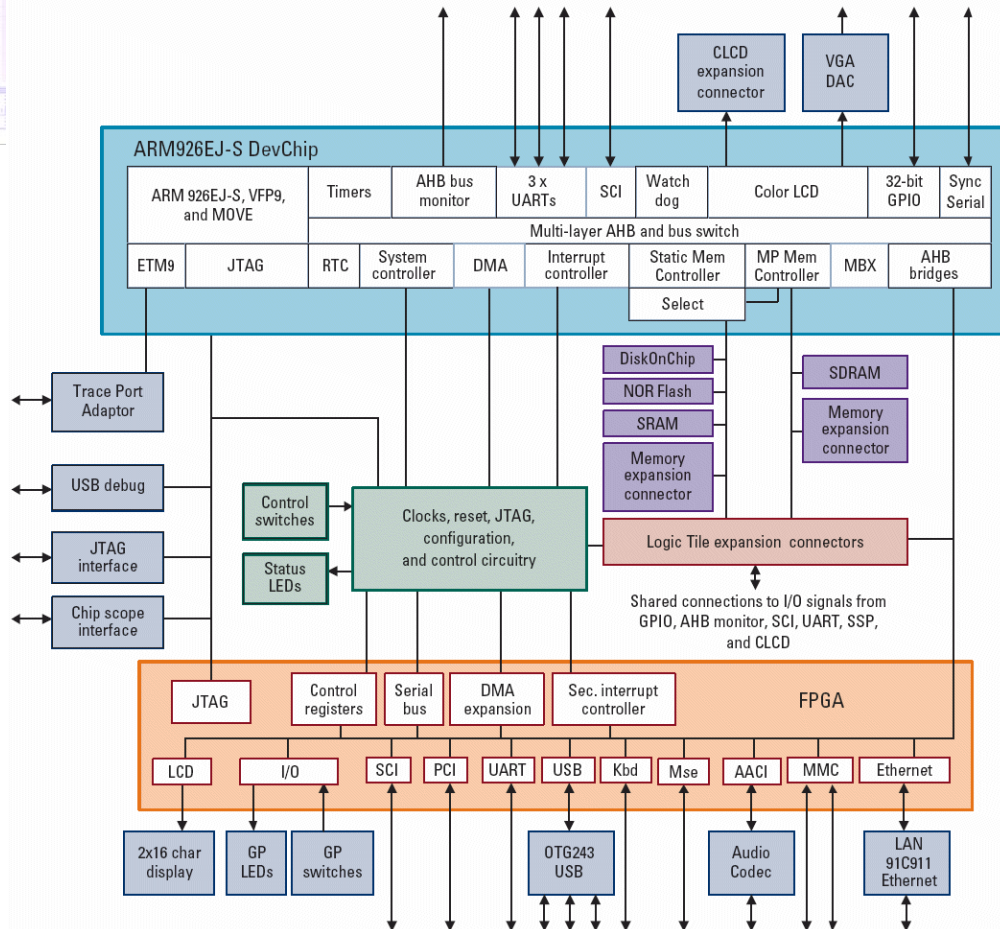 CLCD
expansion
connector
VGA
DAC
ARM926EJ-S DevChip
ARM 926EJ-S, VFP9,
and MOVE
Timers
AHB bus
monitor
3 x
UARTs
SCI
Watch
dog
Color LCD
32-bit
GPIO
Sync
Serial
Multi-layer AHB and bus switch
ETM9
JTAG
RTC
System
controller
DMA
Interrupt
controller
Static Mem
Controller
MP Mem
Controller
MBX
AHB
bridges
Select
Trace Port
Adaptor
USB debug
JTAG
interface
Chip scope
interface
Control
switches
Status
LEDs
Clocks, reset, JTAG,
configuration,
and control circuitry
DiskOnChip
NOR Flash
SRAM
Memory
expansion
connector
SDRAM
Memory
expansion
connector
Logic Tile expansion connectors
Shared connections to I/O signals from
GPIO, AHB monitor, SCI, UART, SSP,
and CLCD
JTAG
Control
registers
Serial
bus
DMA
expansion
Sec. interrupt
controller
FPGA
LCD
I/O
SCI
PCI
UART
USB
Kbd
Mse
AACI
MMC
Ethernet
2x16 char
display
GP
LEDs
GP
switches
OTG243
USB
Audio
Codec
LAN
91C911
Ethernet